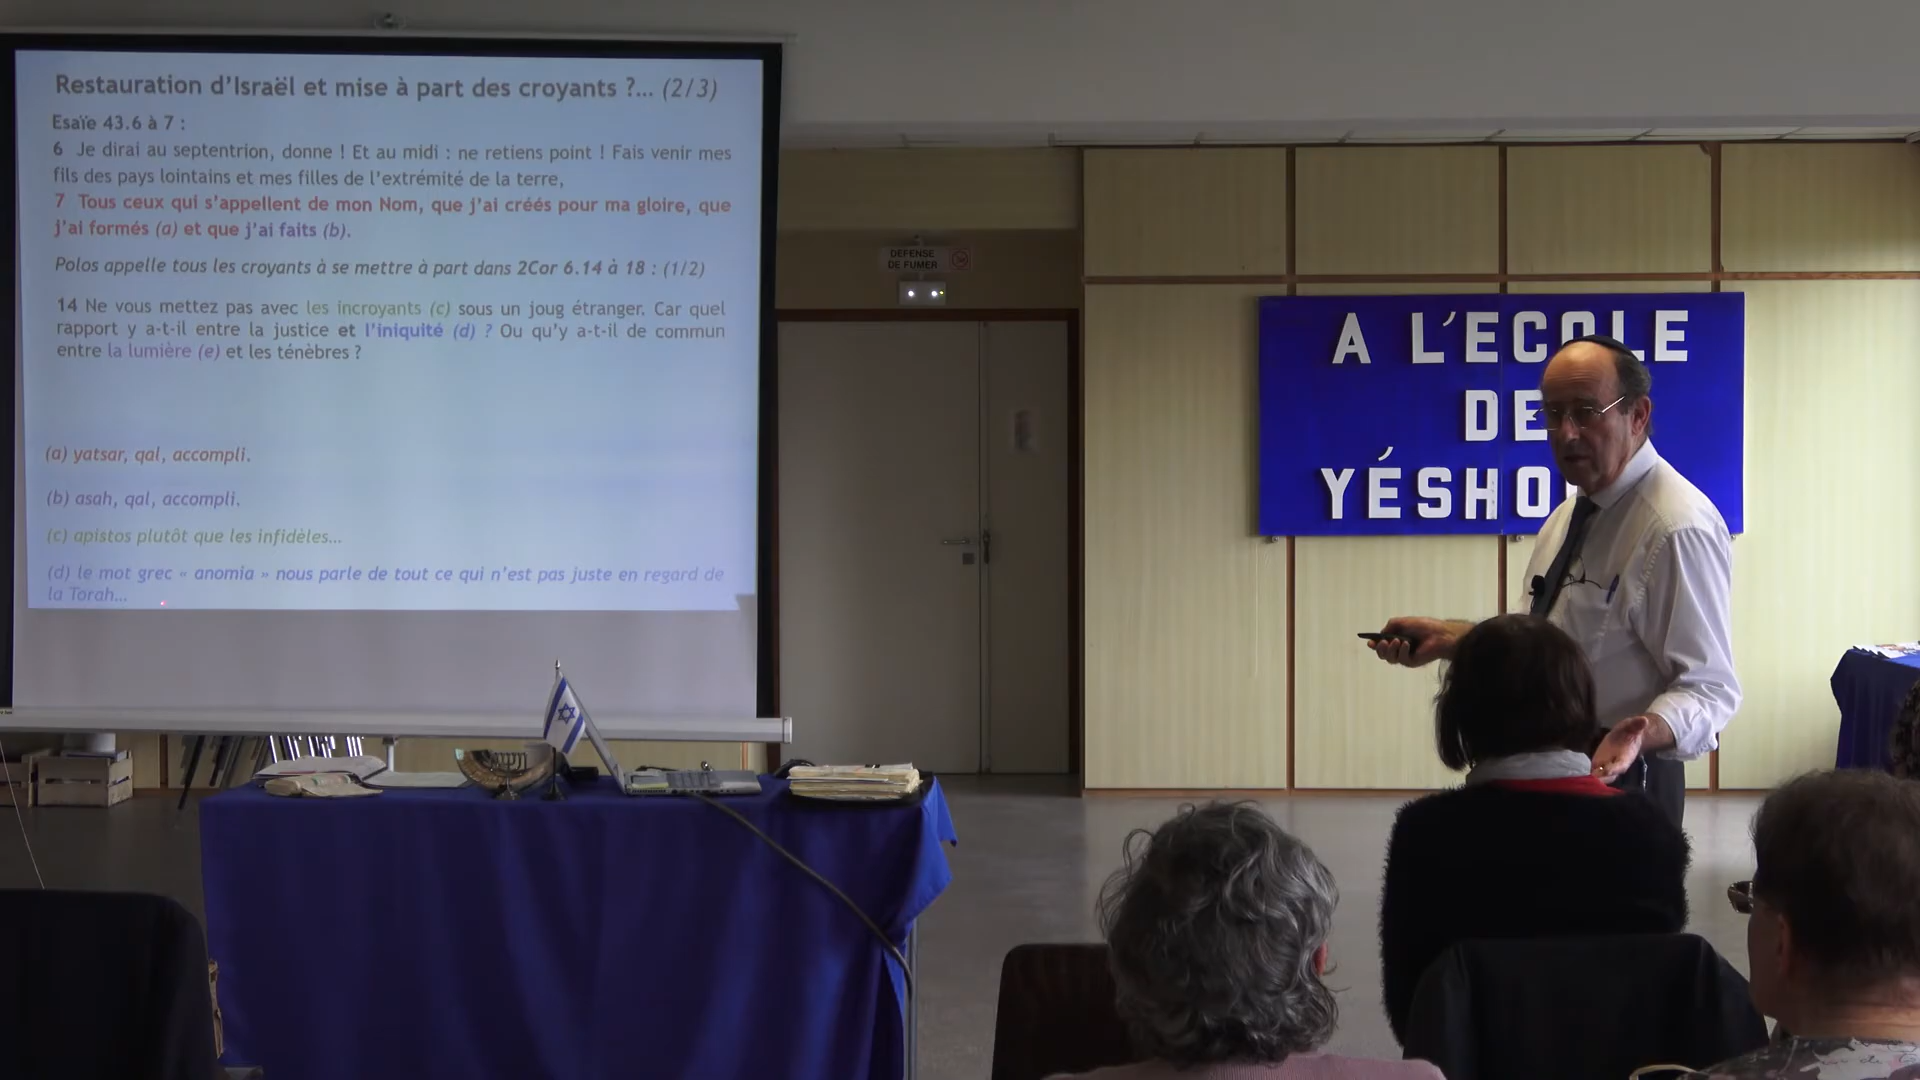 Restauration d'Israël et mise à part des croyants ?... (2/3)
Esaïe 43.6 à 7 :
6 Je dirai au septentrion, donne ! Et au midi : ne retiens point ! Fais venir mes
fils des pays lointains et mes filles de l'extrémité de la terre,
7 Tous ceux qui s'appellent de mon Nom, que j'ai créés pour ma gloire, que
j'ai formés (a) et que j'ai faits (b).
Polos appelle tous les croyants à se mettre à part dans 2Cor 6.14 à 18 : (1/2)
14 Ne vous mettez pas avec les incroyants (c) sous un joug étranger. Car quel
rapport y a-t-il entre la justice et l'iniquité (d) ? Ou qu'y a-t-il de commun
entre la lumière (e) et les ténèbres ?
(a) yatsar, qal, accompli.
(b) asah, qal, accompli.
(c) apistos plutôt que les infidèles...
(d) le mot grec « anomia » nous parle de tout ce qui n'est pas juste en regard de
la Torah...
DEFENSE
DE FUMER
A L'ECOLE
DE
YÉSHO